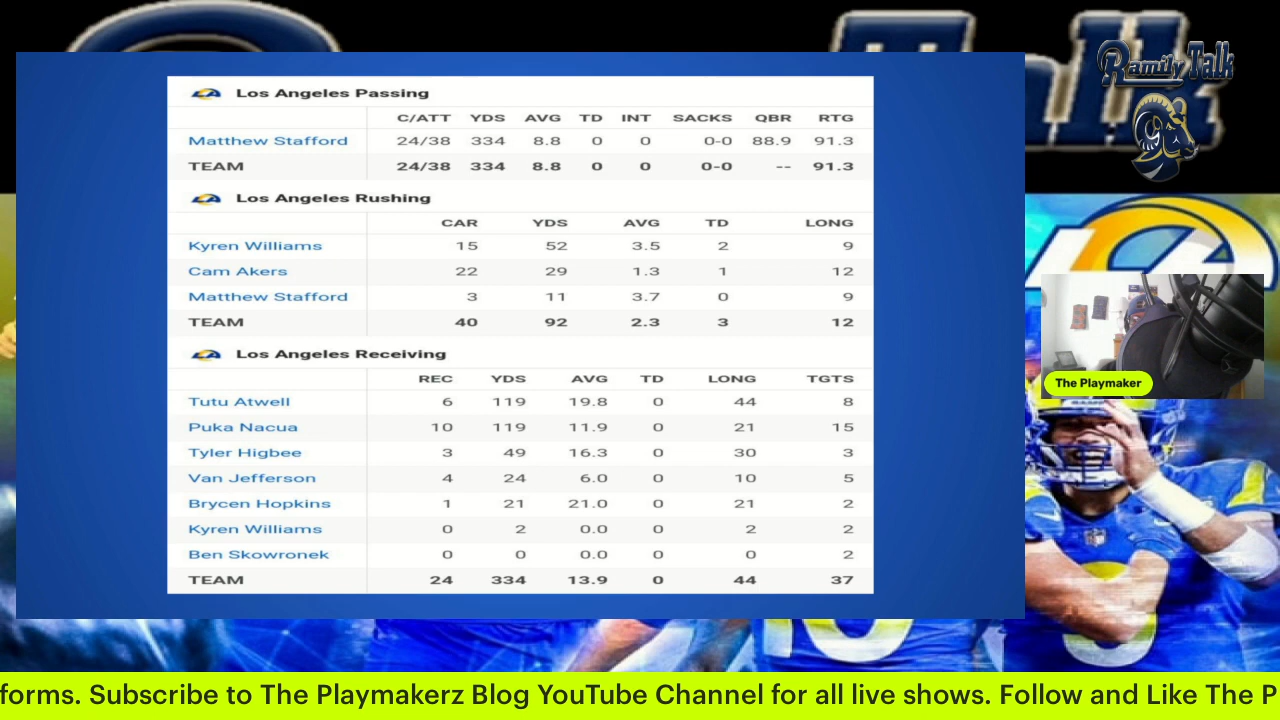 Talk
Ramily Talk
Los Angeles Passing
C/ATT YDS AVG TD INT SACKS QBR RTG
Matthew Stafford 24/38 334 8.8 0 0 0-0 88.9 91.3
TEAM 24/38 334 8.8 0 0 0-0 -- 91.3
Los Angeles Rushing
CAR YDS AVG TD LONG
Kyren Williams 15 52 3.5 2 9
Cam Akers 22 29 1.3 1 12
Matthew Stafford 3 11 3.7 0 9
TEAM 40 92 2.3 3 12
Los Angeles Receiving
REC YDS AVG TD LONG TGTS
Tutu Atwell 6 119 19.8 0 44 8
Puka Nacua 10 119 11.9 0 21 15
Tyler Higbee 3 49 16.3 0 30 3
Van Jefferson 4 24 6.0 0 10 5
Brycen Hopkins 1 21 21.0 0 21 2
Kyren Williams 0 2 0.0 0 2 2
Ben Skowronek 0 0 0.0 0 0 2
TEAM 24 334 13.9 0 44 37
The Playmaker
forms. Subscribe to The Playmakerz Blog YouTube Channel for all live shows. Follow and Like The P